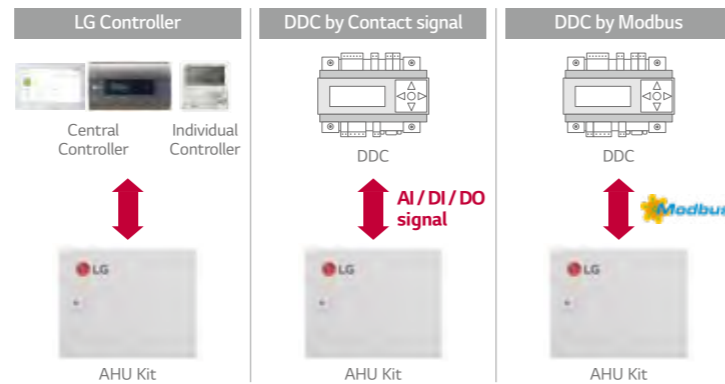 LG Controller
Central
Controller
Individual
Controller
LG
AHU Kit
DDC by Contact signal
DDC
AI / DI / DO
signal
LG
AHU Kit
DDC by Modbus
DDC
Modbus
LG
AHU Kit